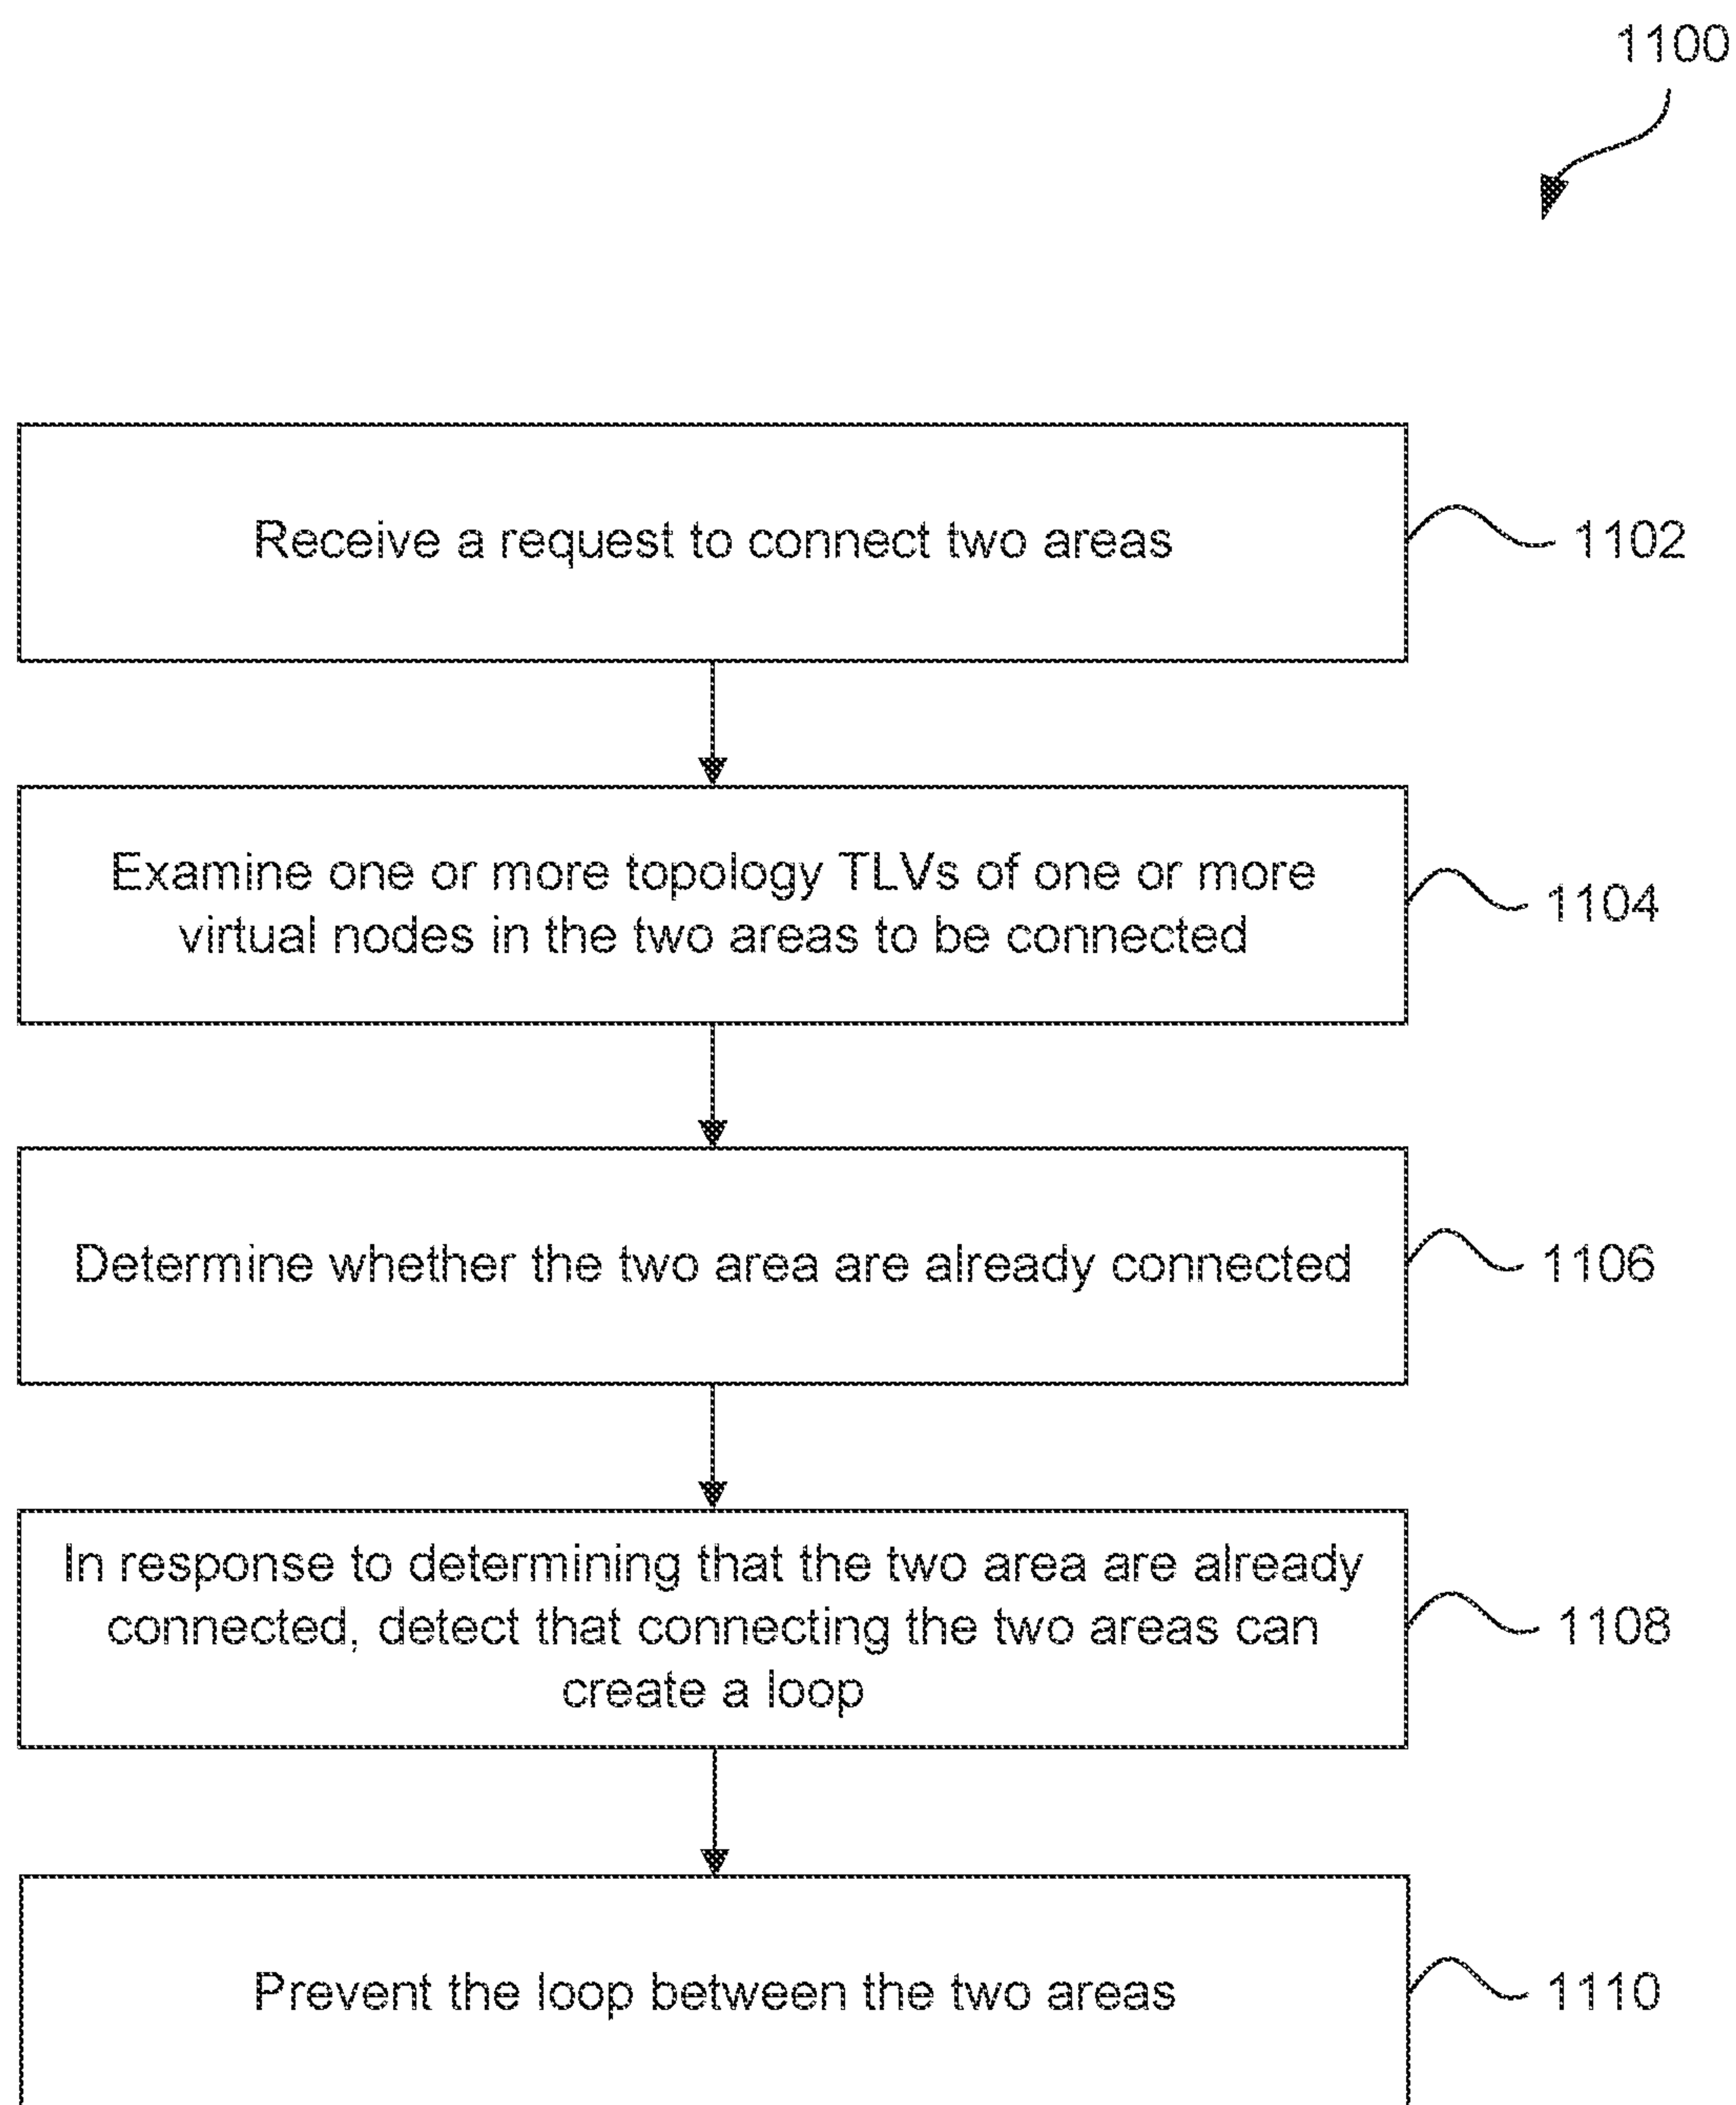 1100
Receive a request to connect two areas
1102
Examine one or more topology TLVs of one or more
virtual nodes in the two areas to be connected
1104
Determine whether the two area are already connected
1106
In response to determining that the two area are already
connected, detect that connecting the two areas can
create a loop
1108
Prevent the loop between the two areas
1110